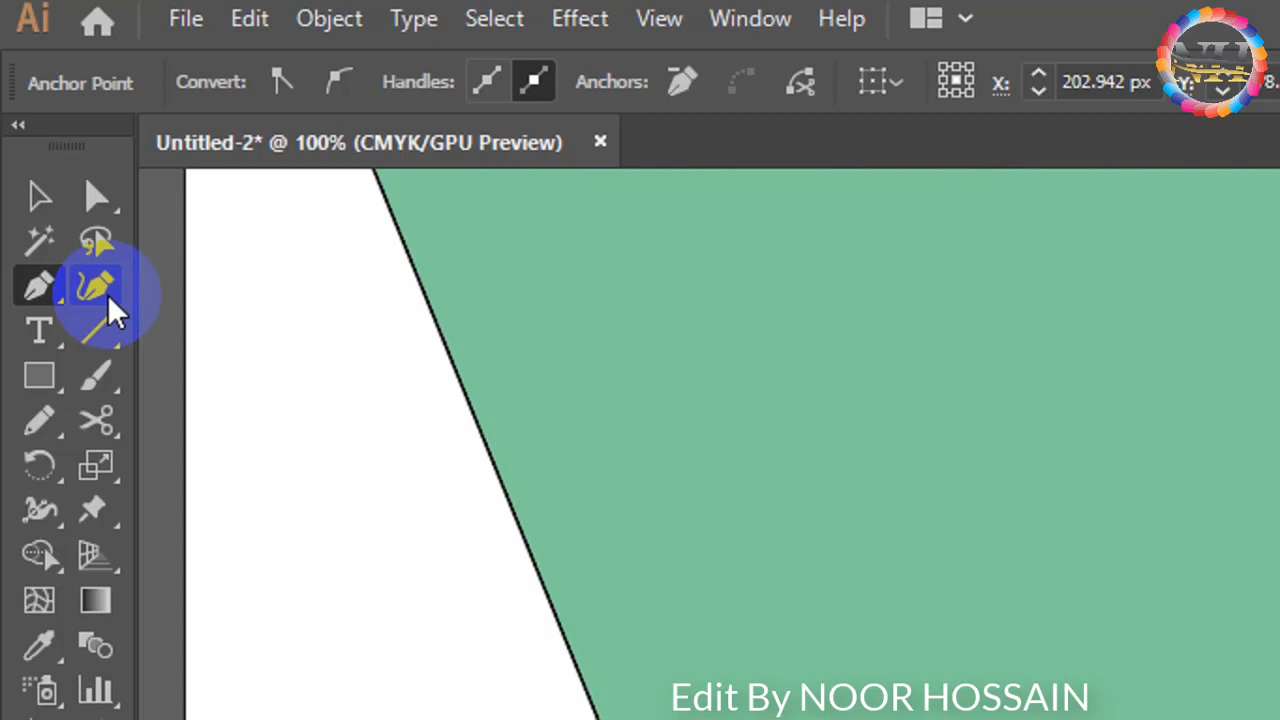 Ai File Edit Object Type Select Effect View Window Help
Anchor Point Convert: Handles: Anchors: X: 202.942 px Y:
Untitled-2* @ 100% (CMYK/GPU Preview)
T
Edit By NOOR HOSSAIN